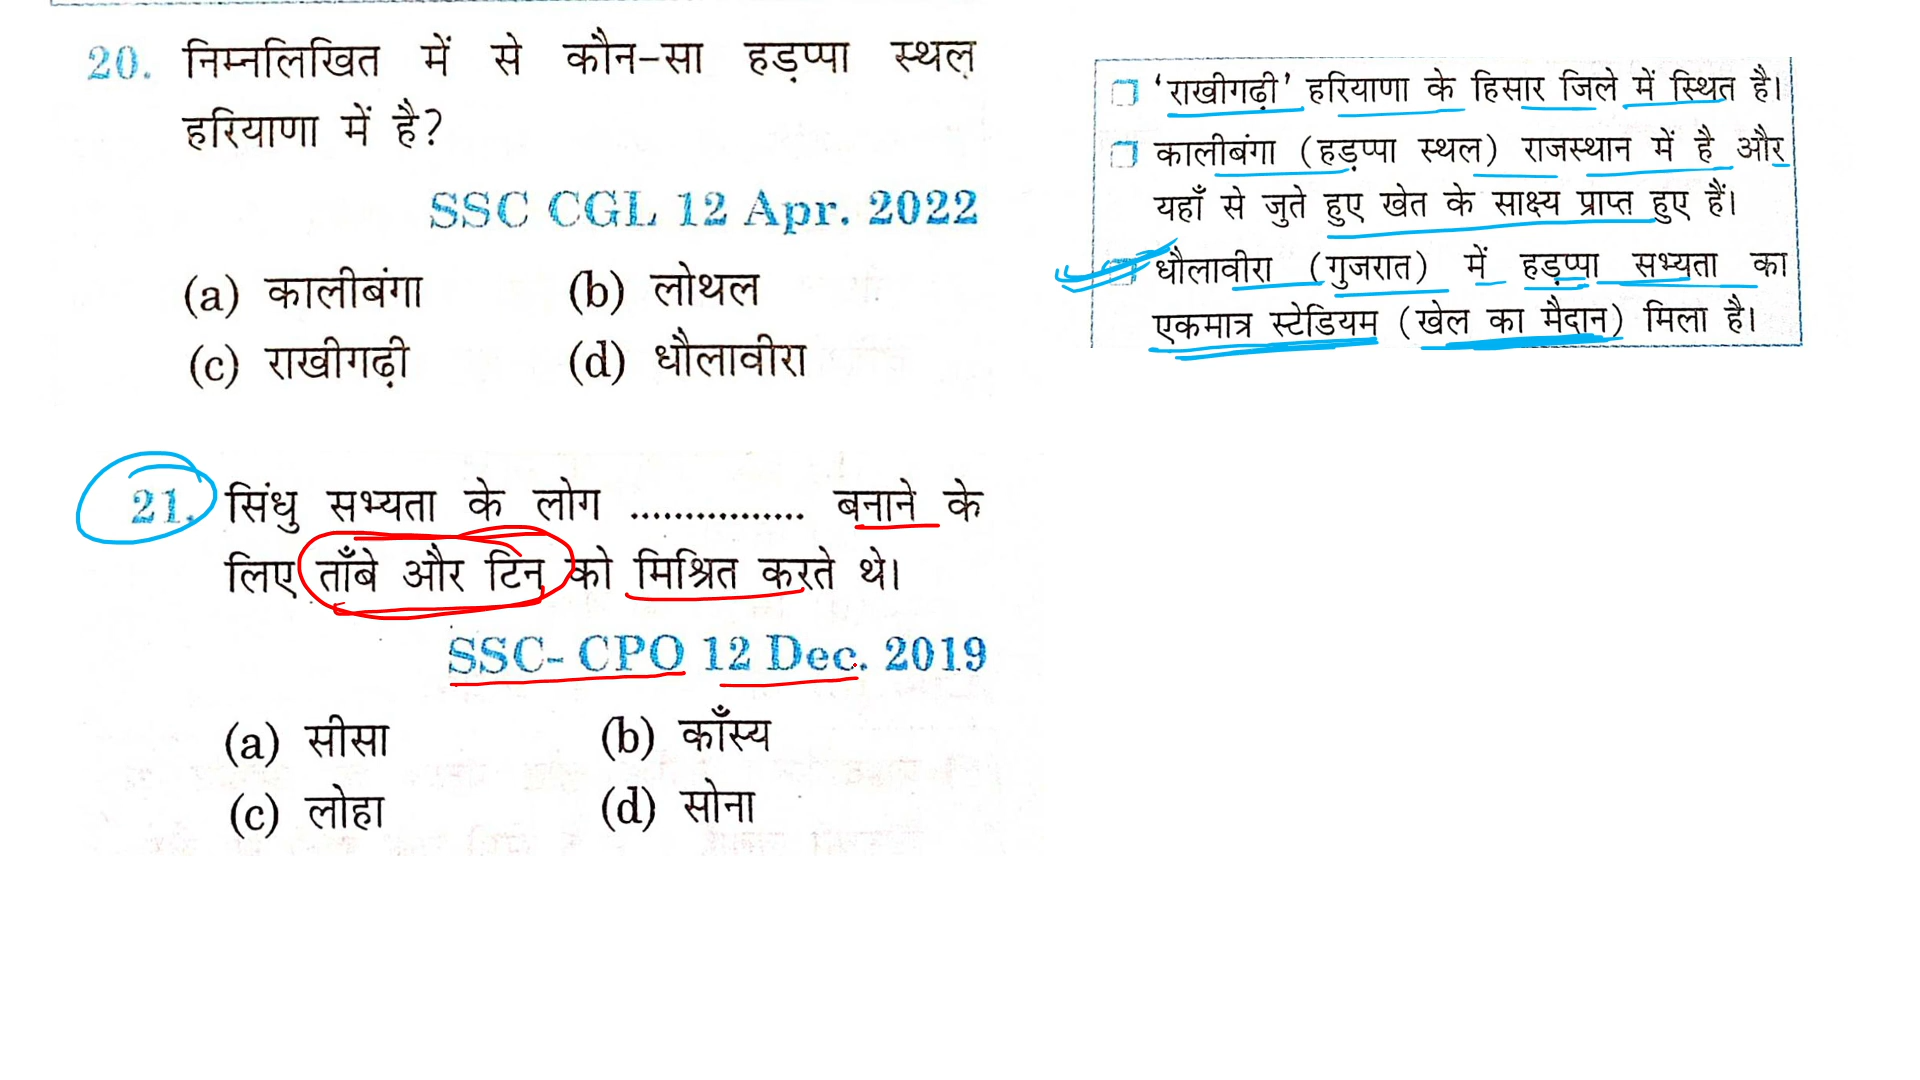 20. निम्नलिखित में से कौन-सा हड़प्पा स्थल
हरियाणा में है?
SSC CGL 12 Apr. 2022
(a) कालीबंगा (b) लोथल
(c) राखीगढ़ी (d) धौलावीरा
21. सिंधु सभ्यता के लोग ................ बनाने के
लिए ताँबे और टिन को मिश्रित करते थे।
SSC- CPO 12 Dec. 2019
(a) सीसा (b) काँस्य
(c) लोहा (d) सोना
❑ 'राखीगढ़ी' हरियाणा के हिसार जिले में स्थित है।
❑ कालीबंगा (हड़प्पा स्थल) राजस्थान में है और
यहाँ से जुते हुए खेत के साक्ष्य प्राप्त हुए हैं।
❑ धौलावीरा (गुजरात) में हड़प्पा सभ्यता का
एकमात्र स्टेडियम (खेल का मैदान) मिला है।